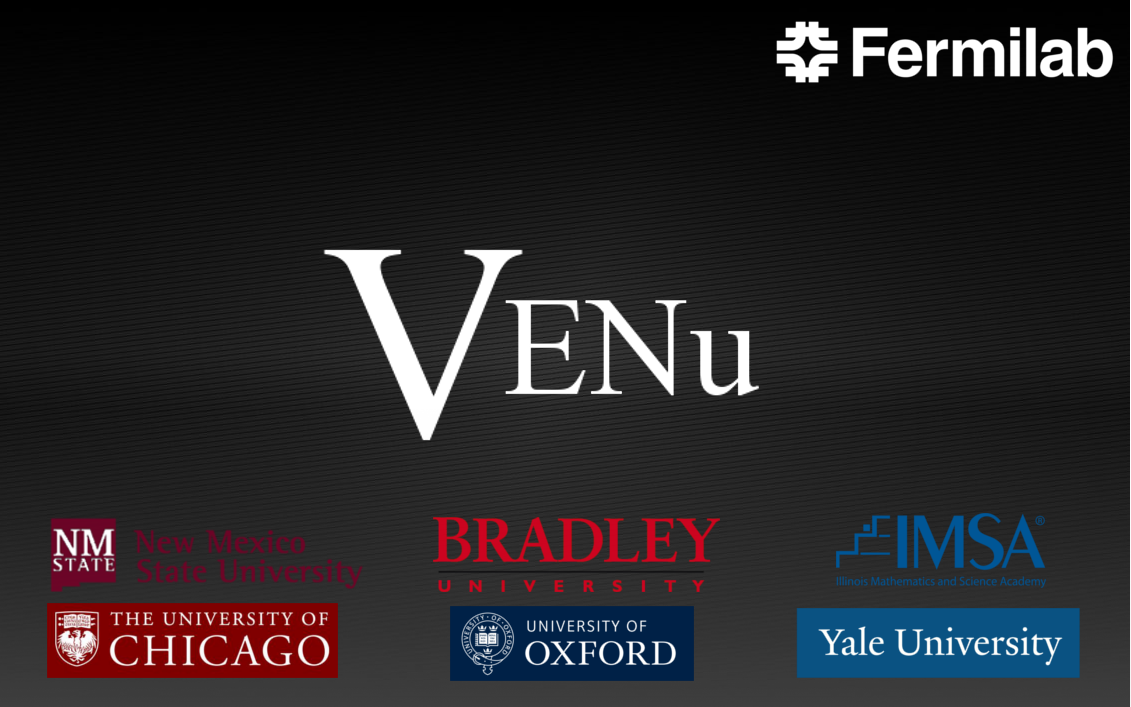 Fermilab
VENu
NM
STATE
New Mexico
State University
BRADLEY
UNIVERSITY
IMSA®
Illinois Mathematics and Science Academy
THE UNIVERSITY OF
CHICAGO
UNIVERSITY OF
OXFORD
Yale University